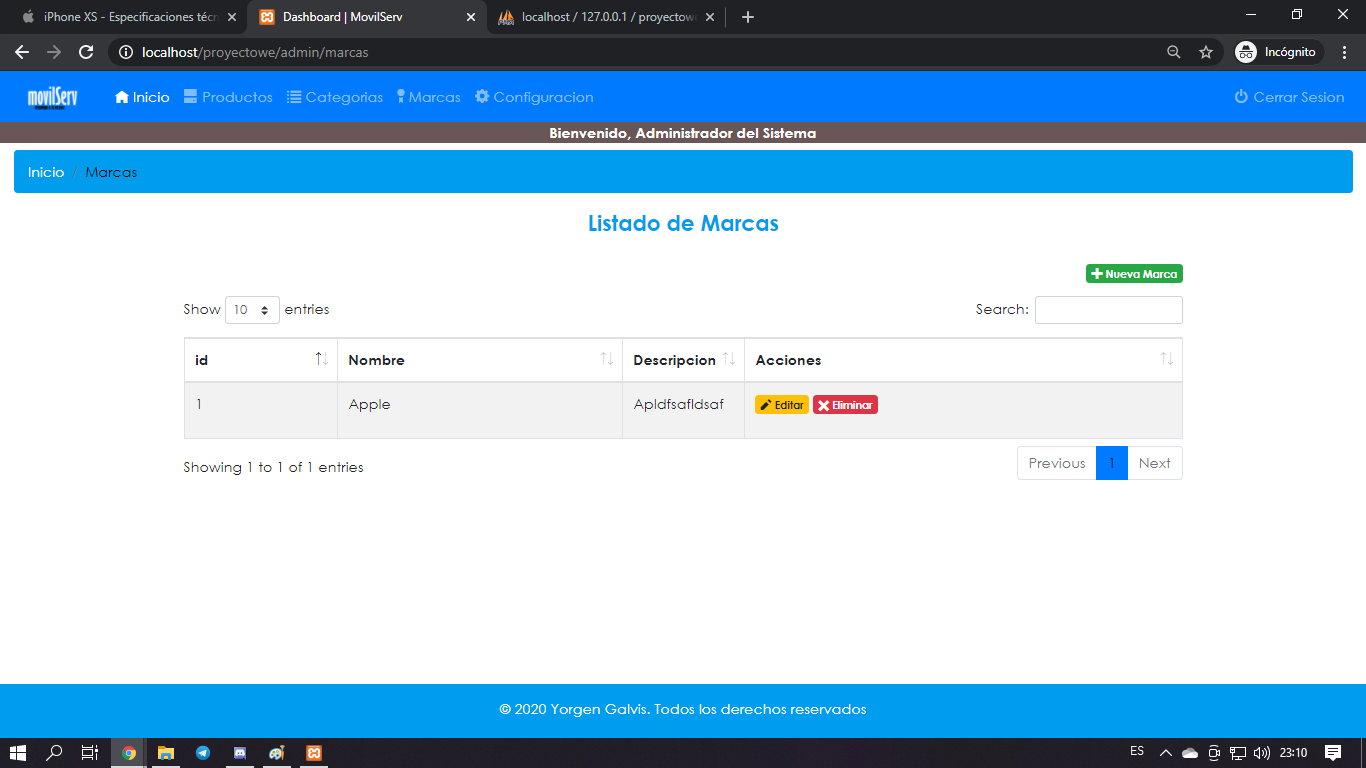 iPhone XS - Especificaciones técn
Dashboard | MovilServ
localhost / 127.0.0.1 / proyectowe
localhost/proyectowe/admin/marcas
Incógnito
movilServ
Inicio
Productos
Categorias
Marcas
Configuracion
Cerrar Sesion
Bienvenido, Administrador del Sistema
Inicio / Marcas
Listado de Marcas
Nueva Marca
Show 10 entries
Search:
id
Nombre
Descripcion
Acciones
1
Apple
Apldfsafldsaf
Editar
Eliminar
Showing 1 to 1 of 1 entries
Previous
1
Next
© 2020 Yorgen Galvis. Todos los derechos reservados
ES
23:10